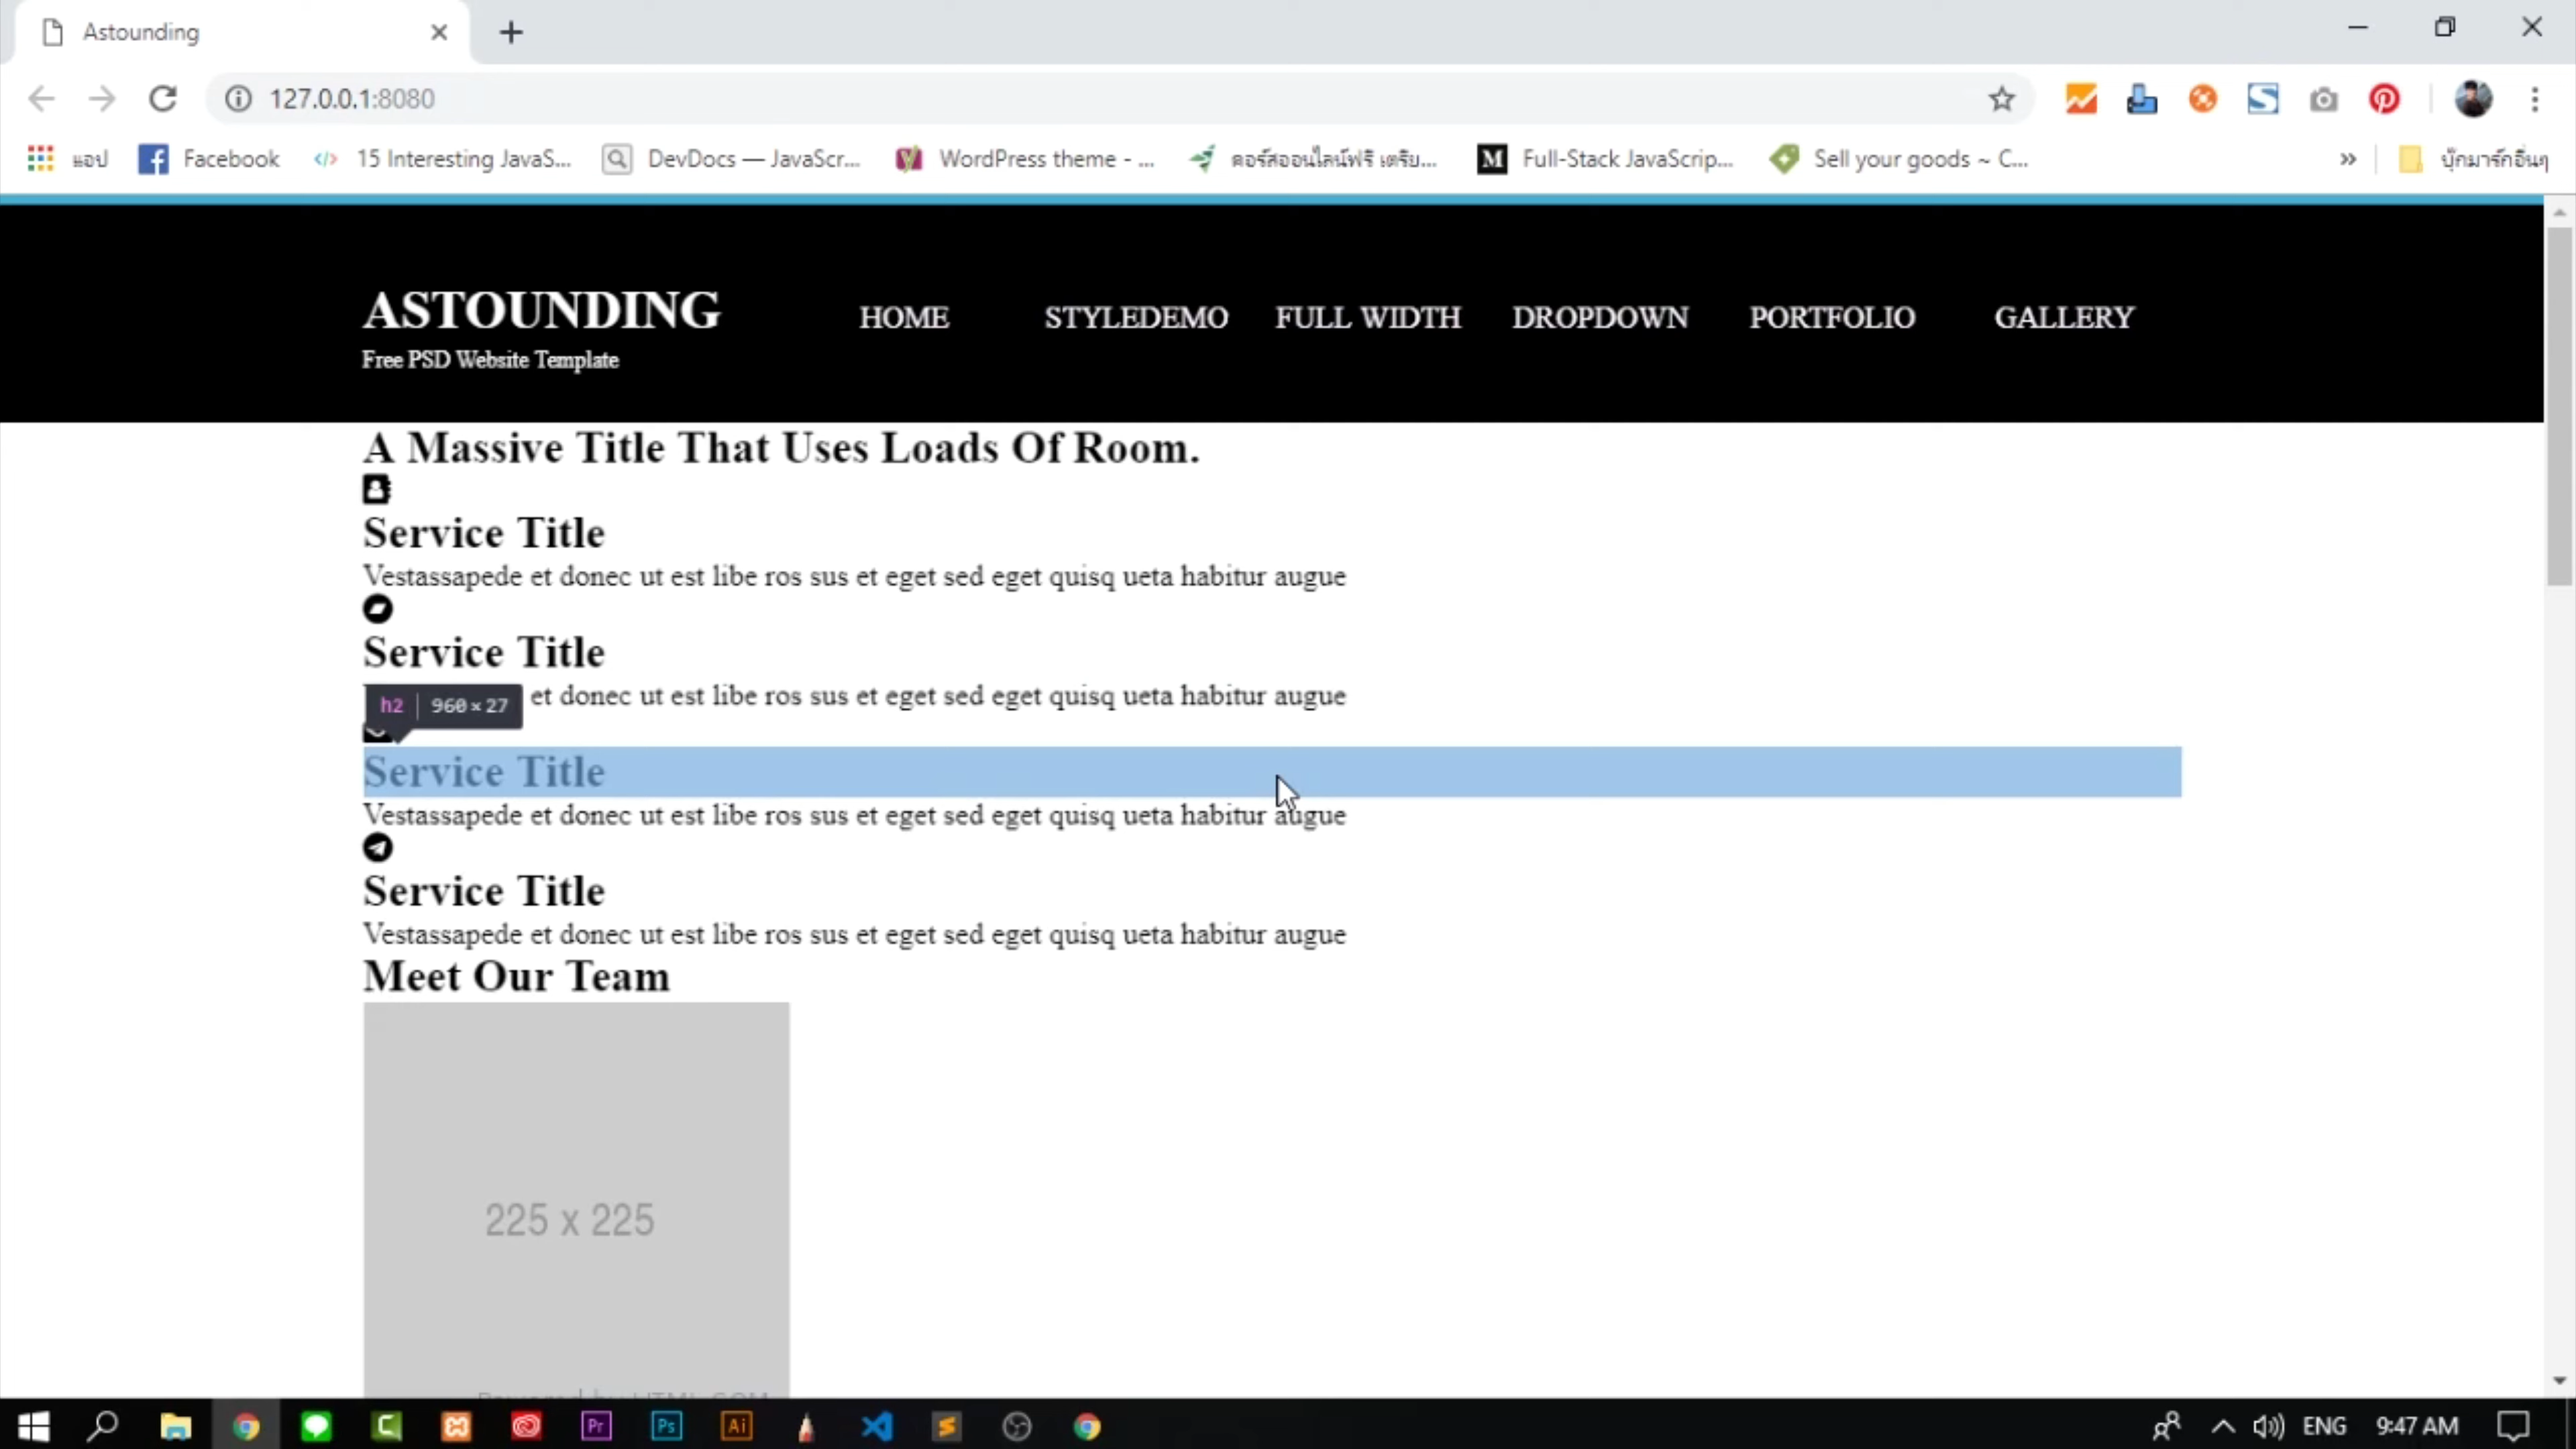 Astounding
127.0.0.1:8080
แอป
Facebook
15 Interesting JavaS...
DevDocs — JavaScr...
WordPress theme - ...
คอร์สออนไลน์ฟรี เตรีย...
Full-Stack JavaScrip...
Sell your goods ~ C...
»
บุ๊กมาร์กอื่นๆ
ASTOUNDING
HOME
STYLEDEMO
FULL WIDTH
DROPDOWN
PORTFOLIO
GALLERY
Free PSD Website Template
A Massive Title That Uses Loads Of Room.
Service Title
Vestassapede et donec ut est libe ros sus et eget sed eget quisq ueta habitur augue
Service Title
h2 960 × 27
et donec ut est libe ros sus et eget sed eget quisq ueta habitur augue
Service Title
Vestassapede et donec ut est libe ros sus et eget sed eget quisq ueta habitur augue
Service Title
Vestassapede et donec ut est libe ros sus et eget sed eget quisq ueta habitur augue
Meet Our Team
225 x 225
ENG
9:47 AM